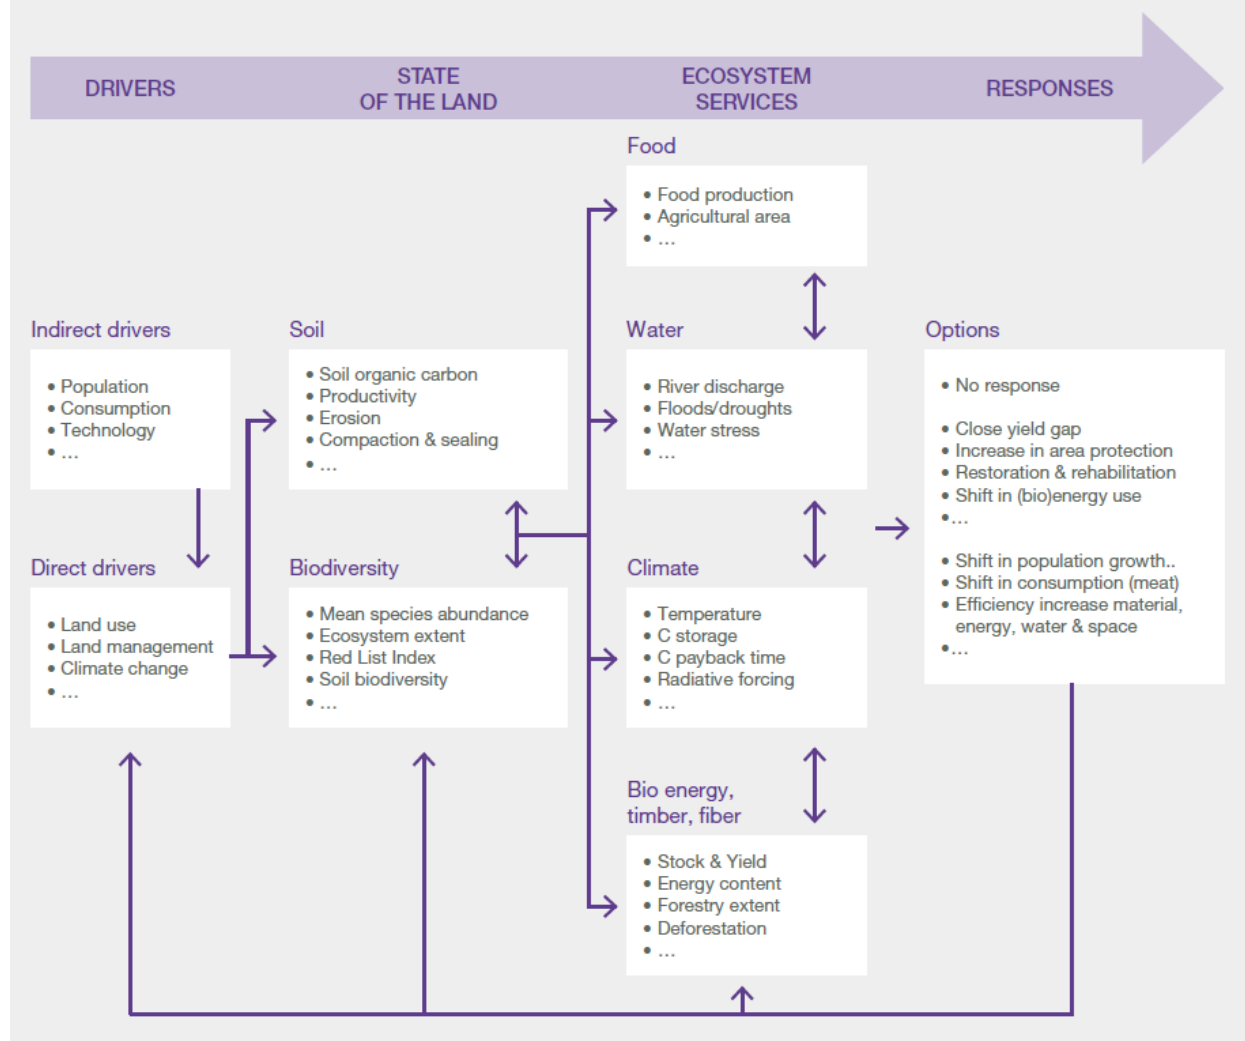 DRIVERS
STATE
OF THE LAND
ECOSYSTEM
SERVICES
RESPONSES
Indirect drivers
• Population
• Consumption
• Technology
• ...
Direct drivers
• Land use
• Land management
• Climate change
• ...
Soil
• Soil organic carbon
• Productivity
• Erosion
• Compaction & sealing
• ...
Biodiversity
• Mean species abundance
• Ecosystem extent
• Red List Index
• Soil biodiversity
• ...
Food
• Food production
• Agricultural area
• ...
Water
• River discharge
• Floods/droughts
• Water stress
• ...
Climate
• Temperature
• C storage
• C payback time
• Radiative forcing
• ...
Bio energy,
timber, fiber
• Stock & Yield
• Energy content
• Forestry extent
• Deforestation
• ...
Options
• No response
• Close yield gap
• Increase in area protection
• Restoration & rehabilitation
• Shift in (bio)energy use
•...
• Shift in population growth..
• Shift in consumption (meat)
• Efficiency increase material,
energy, water & space
•...